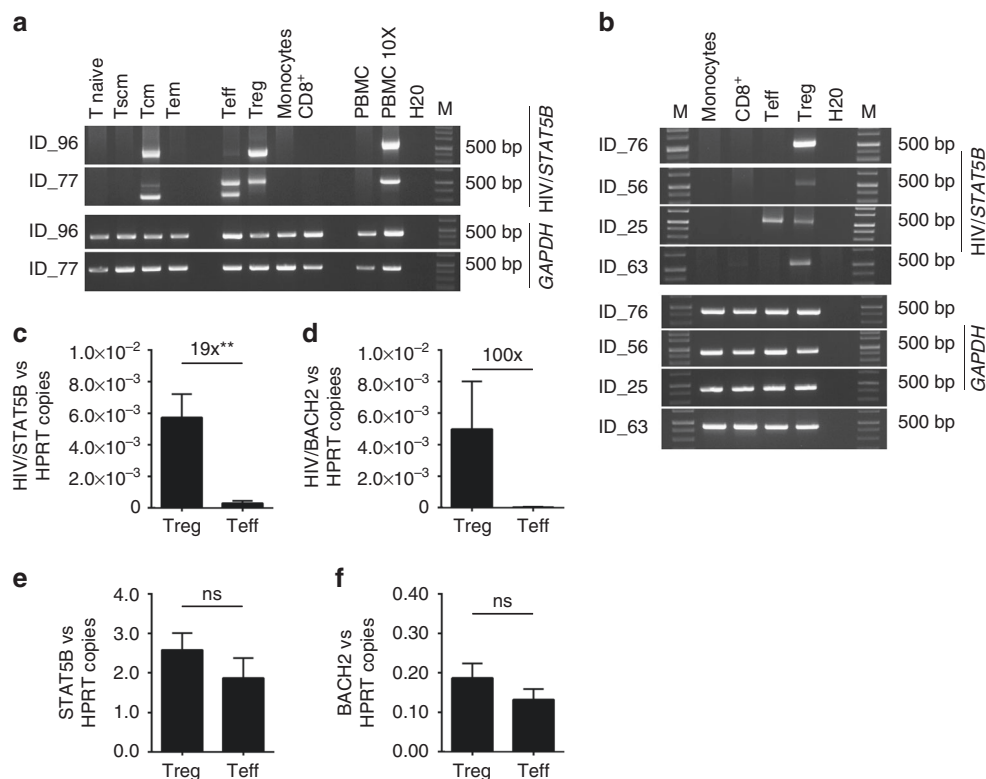 a
T naive Tscm Tcm Tem Teff Treg Monocytes CD8+ PBMC PBMC 10X H20 M
ID_96 500 bp
ID_77 500 bp
HIV/STAT5B
ID_96 500 bp
ID_77 500 bp
GAPDH
b
M Monocytes CD8+ Teff Treg H20 M
ID_76 500 bp
ID_56 500 bp
ID_25 500 bp
ID_63 500 bp
HIV/STAT5B
ID_76 500 bp
ID_56 500 bp
ID_25 500 bp
ID_63 500 bp
GAPDH
c
HIV/STAT5B vs
HPRT copies
1.0×10⁻²
8.0×10⁻³
6.0×10⁻³
4.0×10⁻³
2.0×10⁻³
0
19x**
Treg Teff
d
HIV/BACH2 vs
HPRT copiees
1.0×10⁻²
8.0×10⁻³
6.0×10⁻³
4.0×10⁻³
2.0×10⁻³
0
100x
Treg Teff
e
STAT5B vs
HPRT copies
4.0
3.0
2.0
1.0
0.0
ns
Treg Teff
f
BACH2 vs
HPRT copies
0.40
0.30
0.20
0.10
0.00
ns
Treg Teff